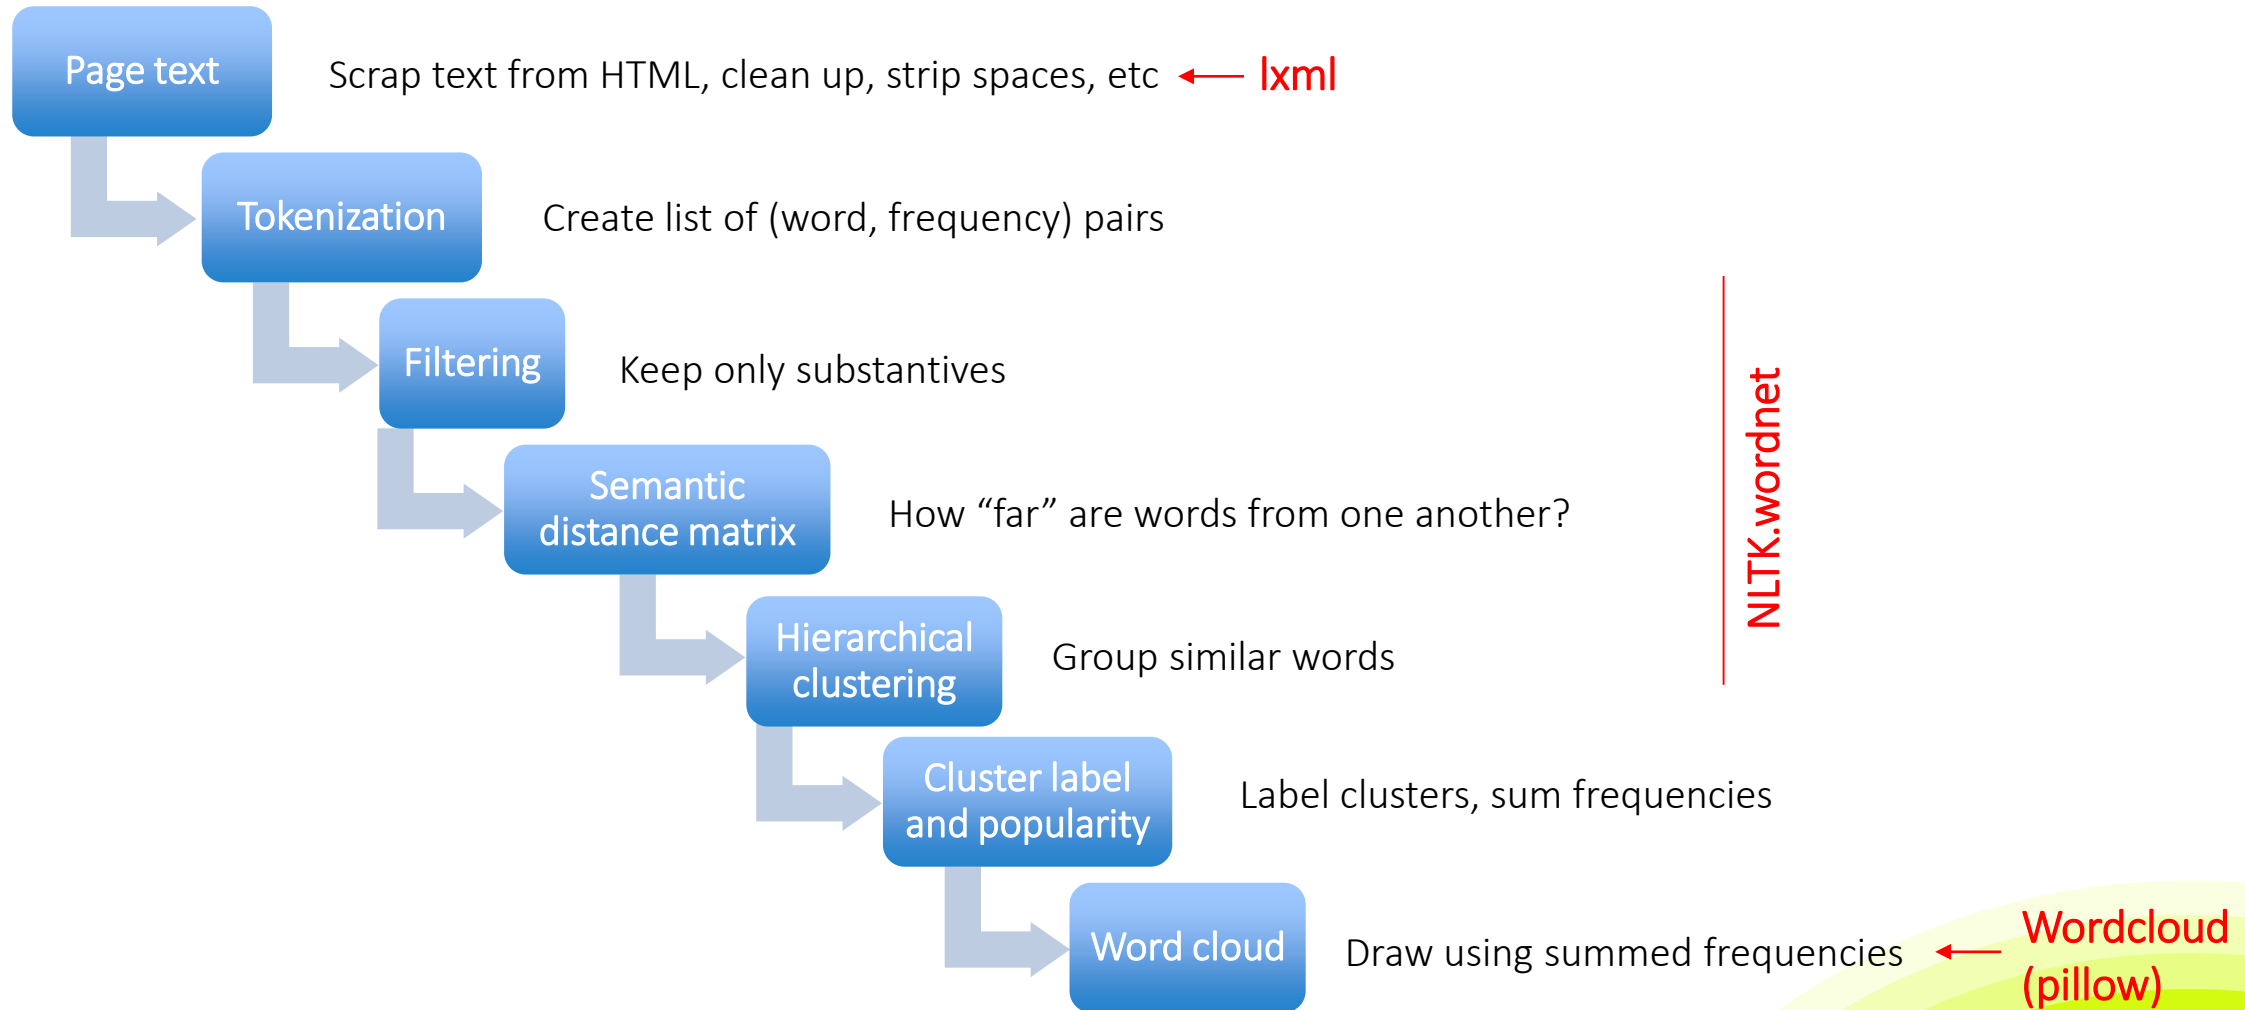 Page text
Scrap text from HTML, clean up, strip spaces, etc
lxml
Tokenization
Create list of (word, frequency) pairs
Filtering
Keep only substantives
Semantic
distance matrix
How “far” are words from one another?
NLTK.wordnet
Hierarchical
clustering
Group similar words
Cluster label
and popularity
Label clusters, sum frequencies
Word cloud
Draw using summed frequencies
Wordcloud
(pillow)